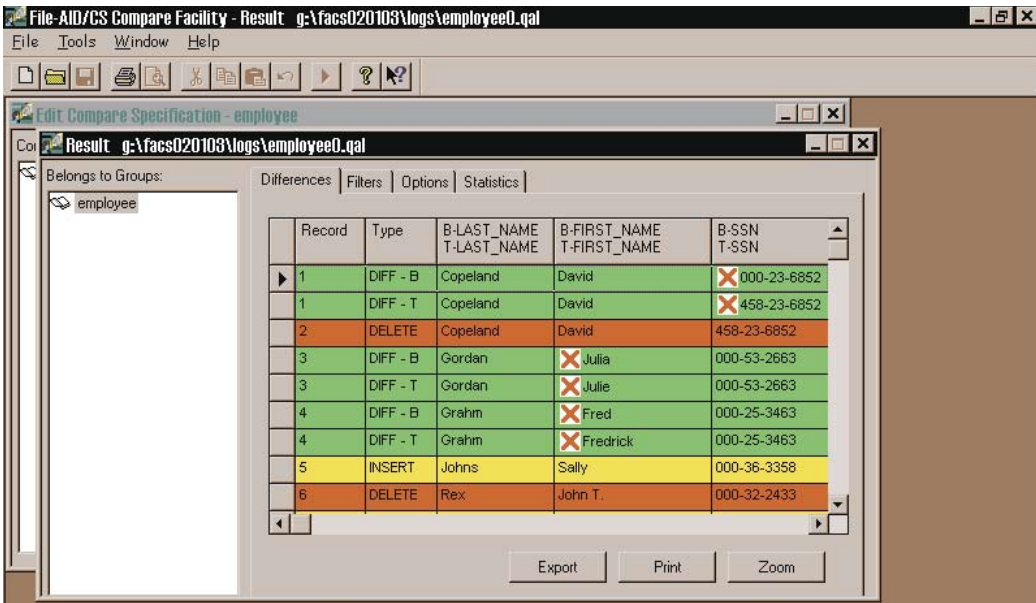 File-AID/CS Compare Facility - Result g:\facs020103\logs\employee0.qal
File Tools Window Help
Edit Compare Specification - employee
Result g:\facs020103\logs\employee0.qal
Belongs to Groups:
employee
Differences Filters Options Statistics
Record Type B-LAST_NAME B-FIRST_NAME B-SSN
T-LAST_NAME T-FIRST_NAME T-SSN
1 DIFF - B Copeland David 000-23-6852
1 DIFF - T Copeland David 458-23-6852
2 DELETE Copeland David 458-23-6852
3 DIFF - B Gordan Julia 000-53-2663
3 DIFF - T Gordan Julie 000-53-2663
4 DIFF - B Grahm Fred 000-25-3463
4 DIFF - T Grahm Fredrick 000-25-3463
5 INSERT Johns Sally 000-36-3358
6 DELETE Rex John T. 000-32-2433
Export Print Zoom